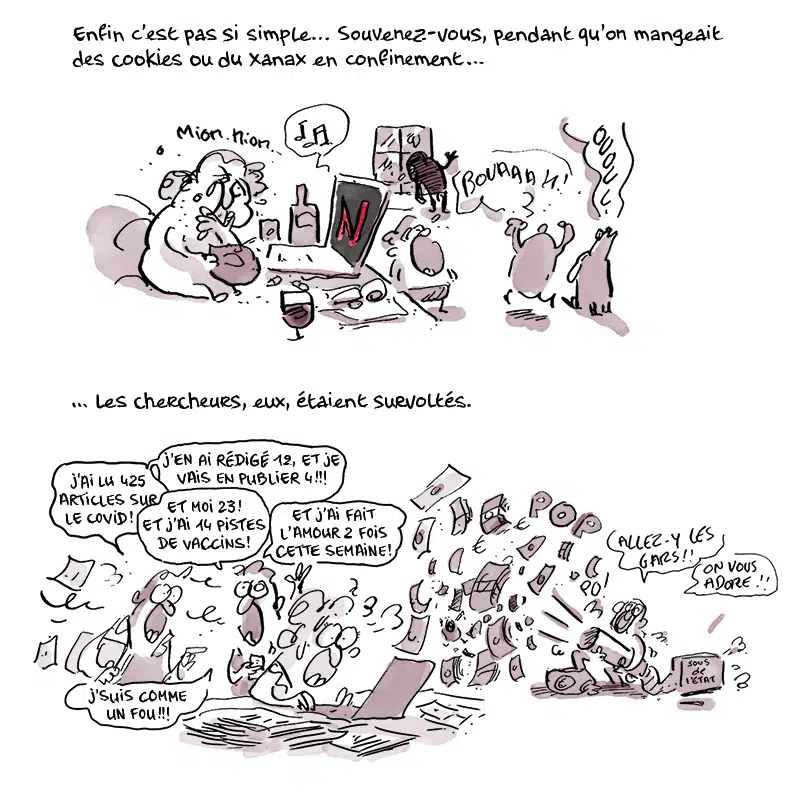 Enfin c'est pas si simple... Souvenez-vous, pendant qu'on mangeait
des cookies ou du Xanax en confinement...
Mion.nion..
N
BOUAAAH!
... Les chercheurs, eux, étaient survoltés.
J'AI LU 425
ARTICLES SUR
LE COVID!
J'EN AI RÉDIGÉ 12, ET JE
VAIS EN PUBLIER 4!!!
ET MOI 23!
ET J'AI 14 PISTES
DE VACCINS!
ET J'AI FAIT
L'AMOUR 2 FOIS
CETTE SEMAINE!
J'SUIS COMME
UN FOU!!!
POP
PO!
ALLEZ-Y LES
GARS!!
ON VOUS
ADORE!!
SOUS
de
L'ÉTAT